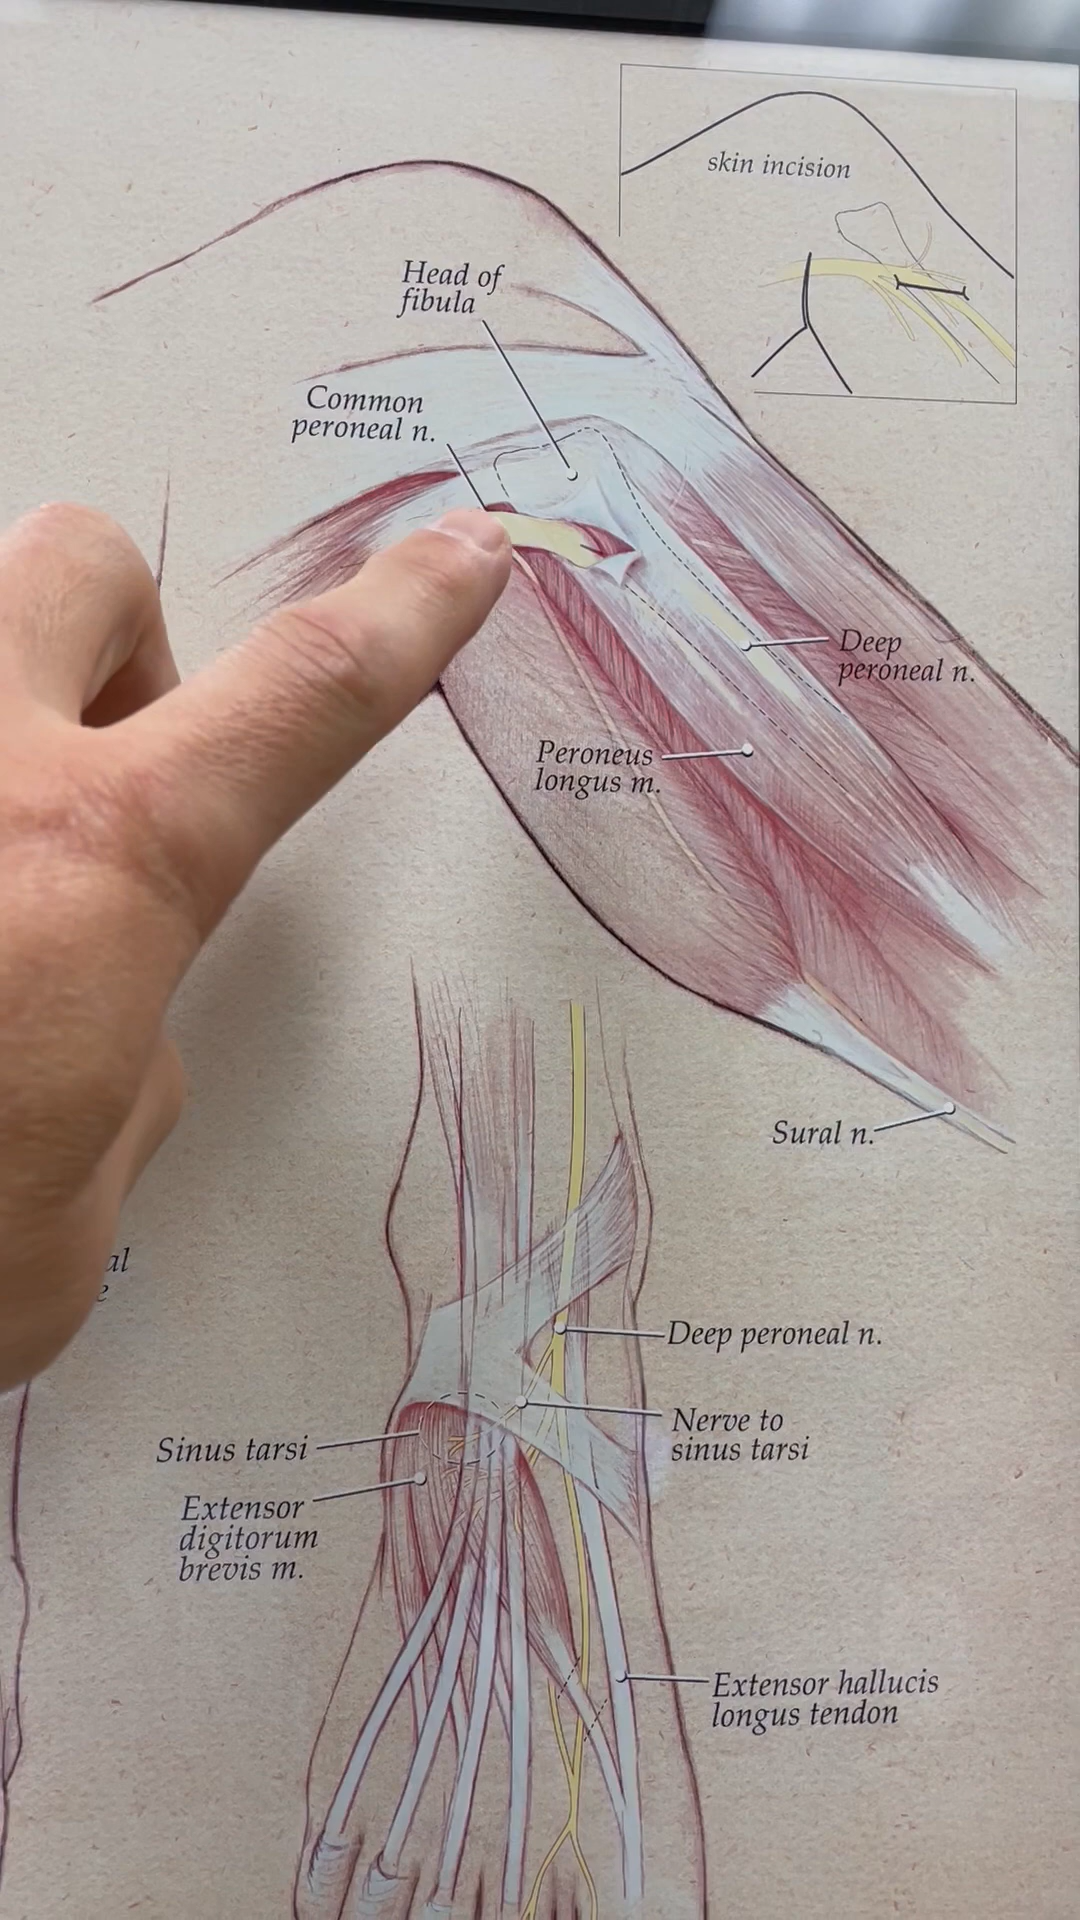 skin incision
Head of
fibula
Common
peroneal n.
Deep
peroneal n.
Peroneus
longus m.
Sural n.
al
e
Deep peroneal n.
Nerve to
sinus tarsi
Sinus tarsi
Extensor
digitorum
brevis m.
Extensor hallucis
longus tendon